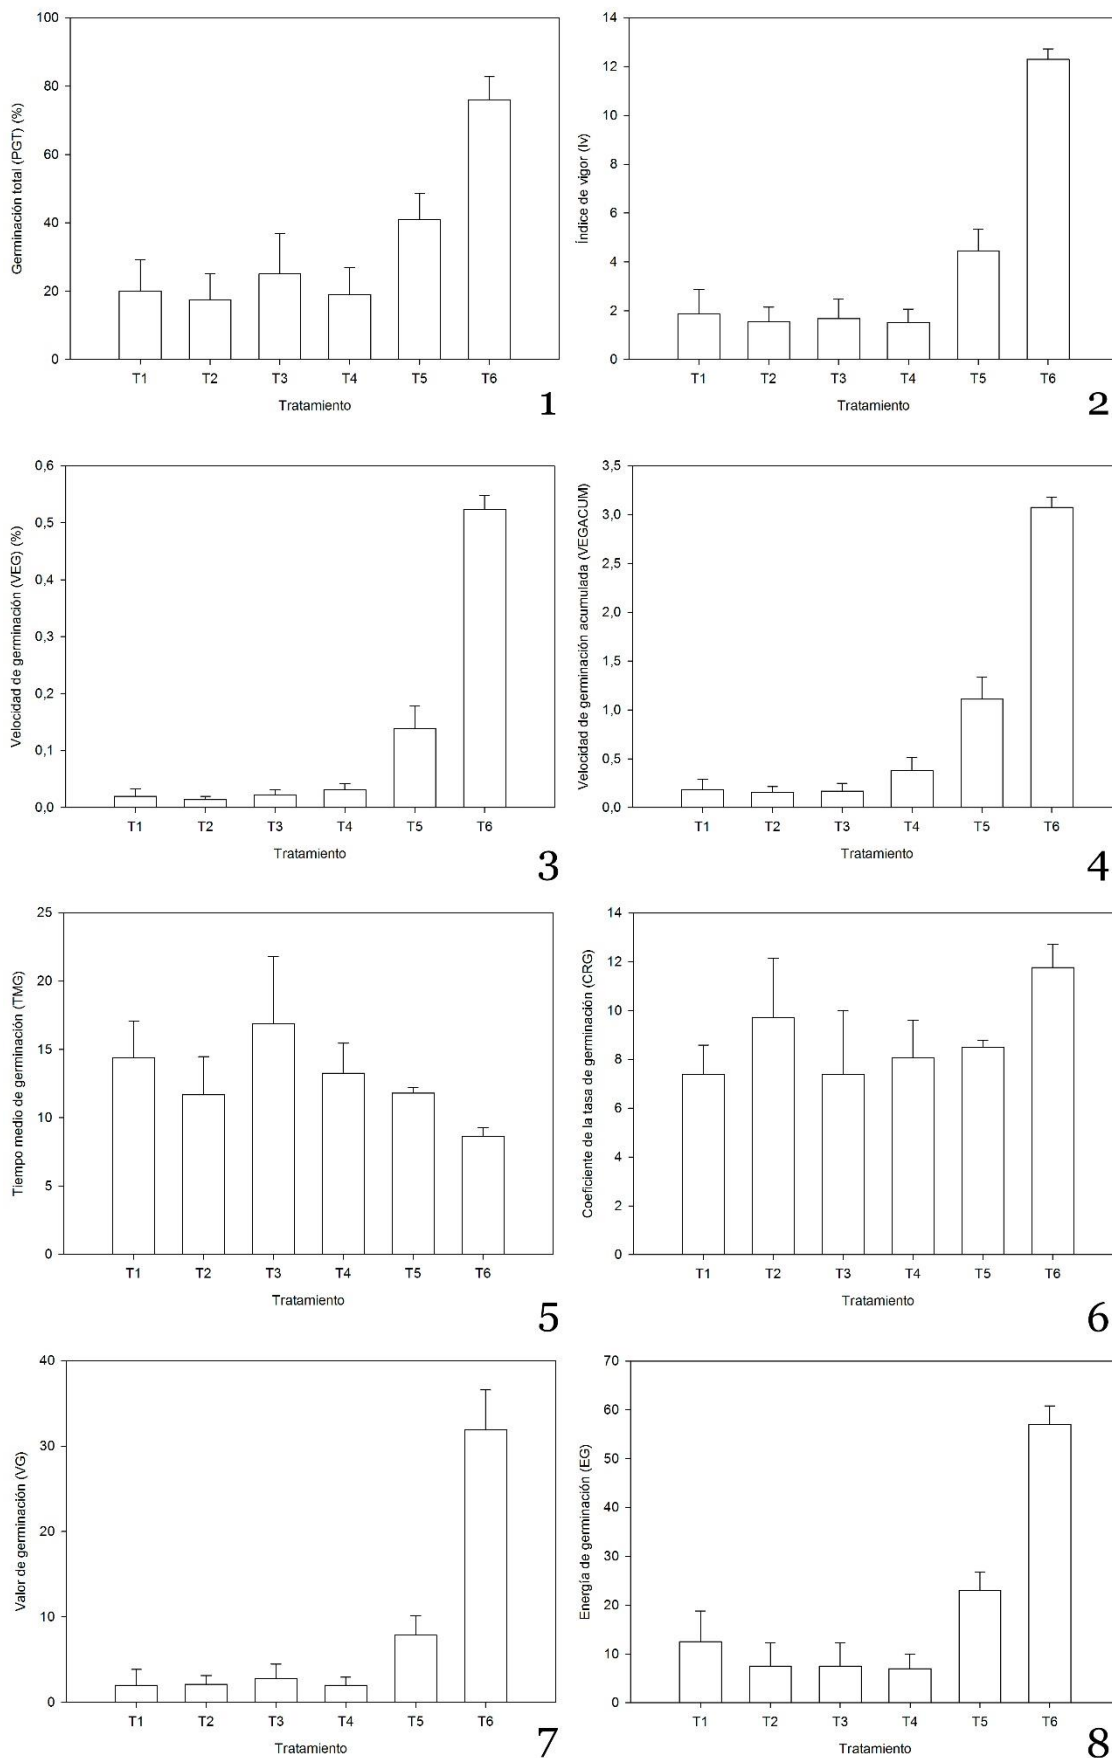 Germinación total (PGT) (%)
100
80
60
40
20
0
T1 T2 T3 T4 T5 T6
Tratamiento
1
Índice de vigor (Iv)
14
12
10
8
6
4
2
0
T1 T2 T3 T4 T5 T6
Tratamiento
2
Velocidad de germinación (VEG) (%)
0,6
0,5
0,4
0,3
0,2
0,1
0,0
T1 T2 T3 T4 T5 T6
Tratamiento
3
Velocidad de germinación acumulada (VEGACUM)
3,5
3,0
2,5
2,0
1,5
1,0
0,5
0,0
T1 T2 T3 T4 T5 T6
Tratamiento
4
Tiempo medio de germinación (TMG)
25
20
15
10
5
0
T1 T2 T3 T4 T5 T6
Tratamiento
5
Coeficiente de la tasa de germinación (CRG)
14
12
10
8
6
4
2
0
T1 T2 T3 T4 T5 T6
Tratamiento
6
Valor de germinación (VG)
40
30
20
10
0
T1 T2 T3 T4 T5 T6
Tratamiento
7
Energía de germinación (EG)
70
60
50
40
30
20
10
0
T1 T2 T3 T4 T5 T6
Tratamiento
8